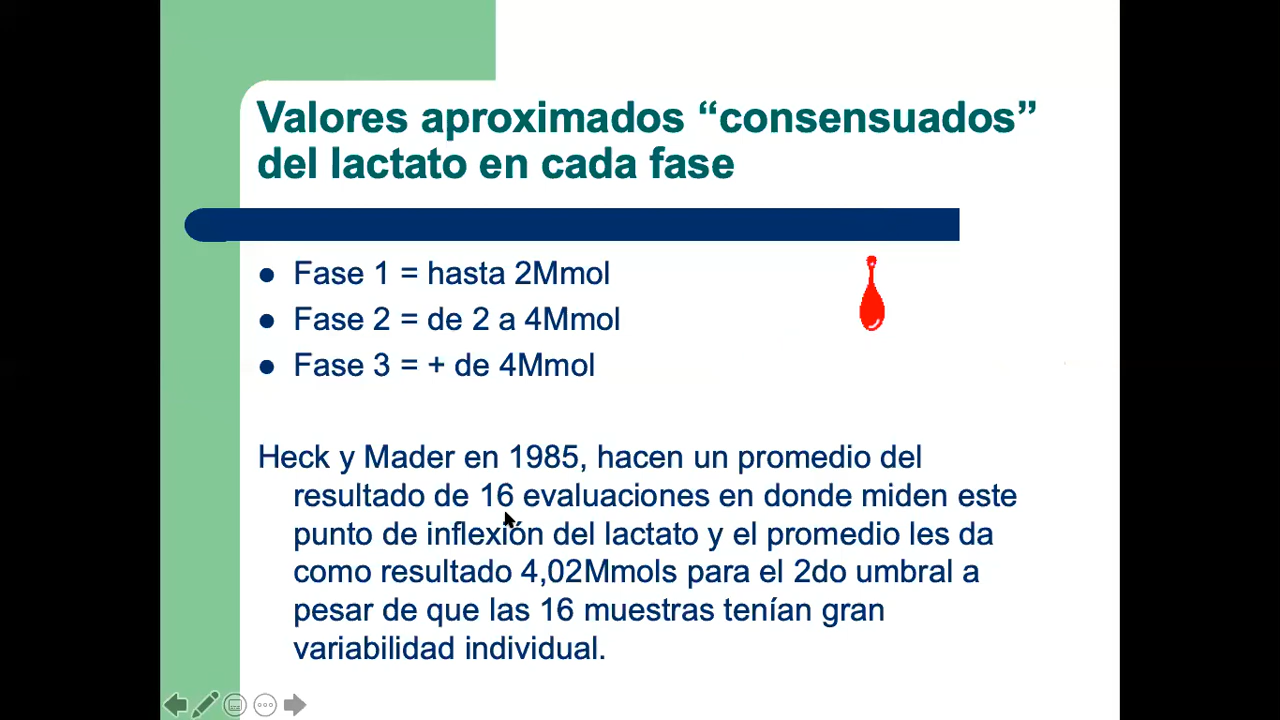 Valores aproximados “consensuados”
del lactato en cada fase
● Fase 1 = hasta 2Mmol
● Fase 2 = de 2 a 4Mmol
● Fase 3 = + de 4Mmol
Heck y Mader en 1985, hacen un promedio del
resultado de 16 evaluaciones en donde miden este
punto de inflexión del lactato y el promedio les da
como resultado 4,02Mmols para el 2do umbral a
pesar de que las 16 muestras tenían gran
variabilidad individual.